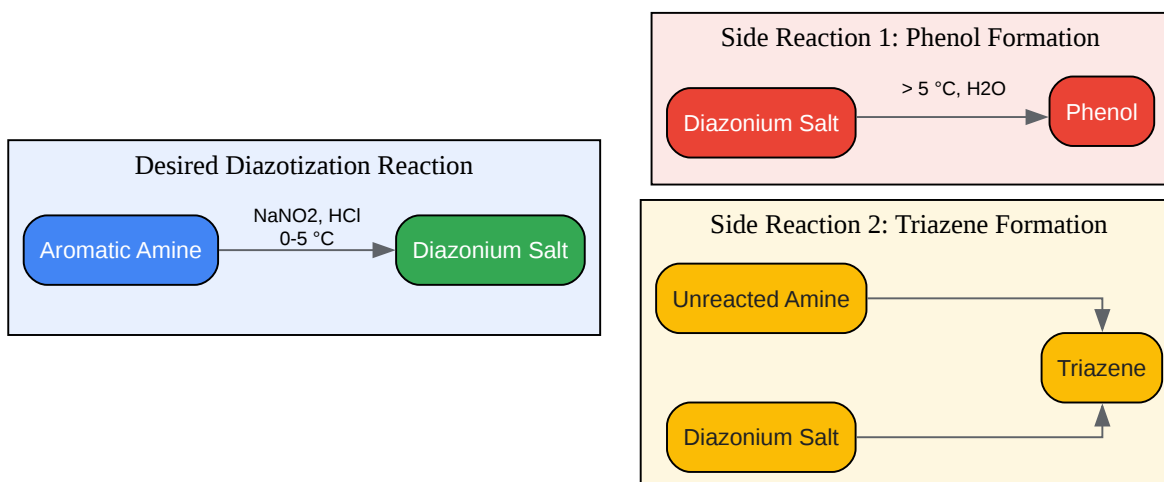 Desired Diazotization Reaction
Aromatic Amine
NaNO2, HCl
0-5 °C
Diazonium Salt
Side Reaction 1: Phenol Formation
Diazonium Salt
> 5 °C, H2O
Phenol
Side Reaction 2: Triazene Formation
Unreacted Amine
Triazene
Diazonium Salt